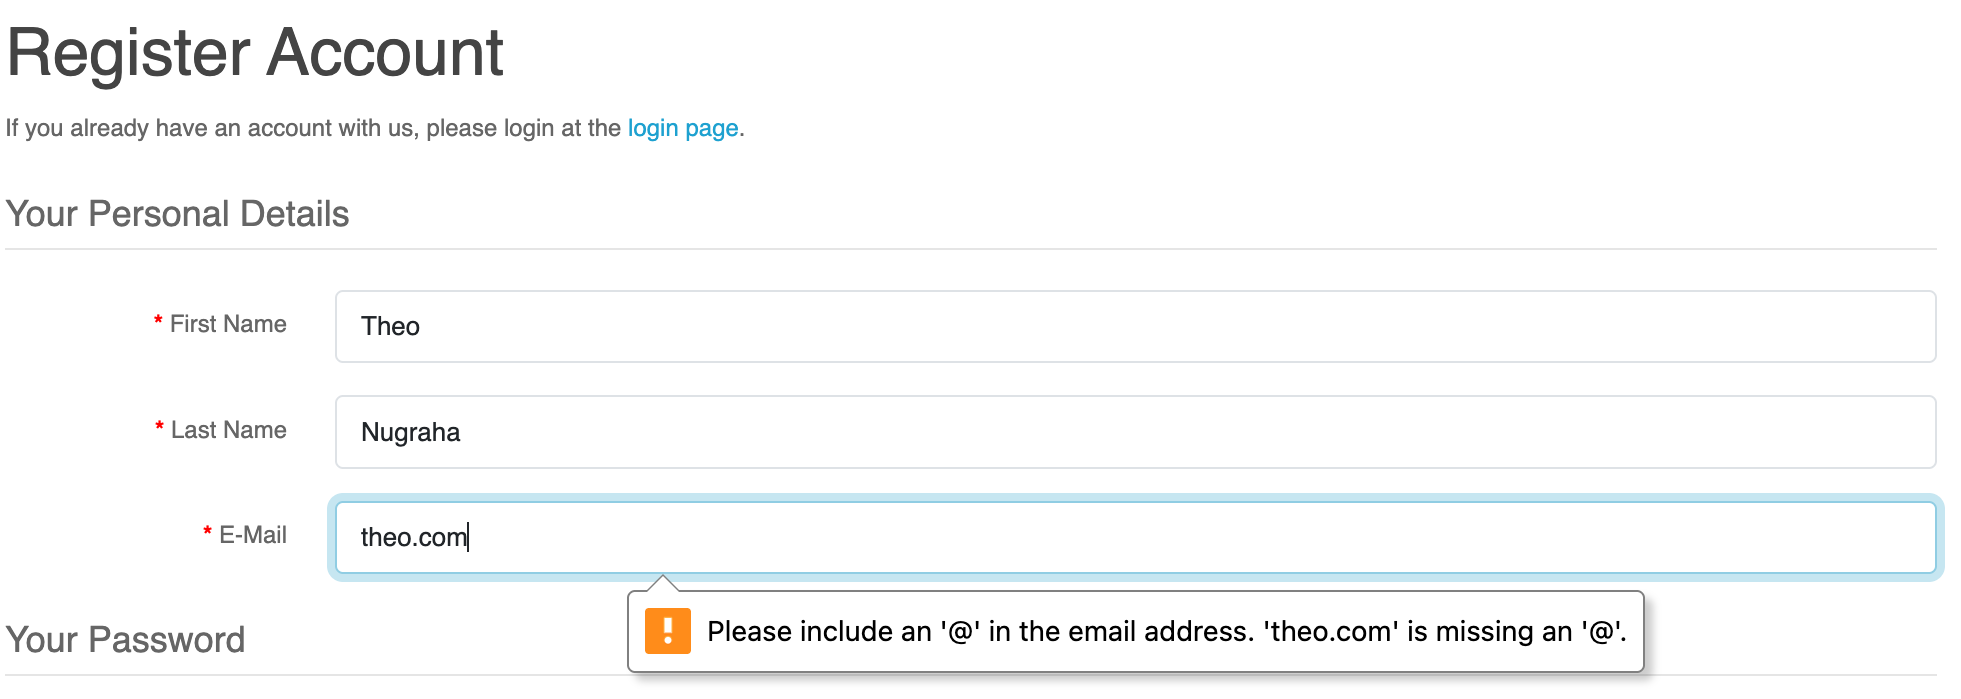 Register Account
If you already have an account with us, please login at the login page.
Your Personal Details
* First Name
Theo
* Last Name
Nugraha
* E-Mail
theo.com
Please include an '@' in the email address. 'theo.com' is missing an '@'.
Your Password